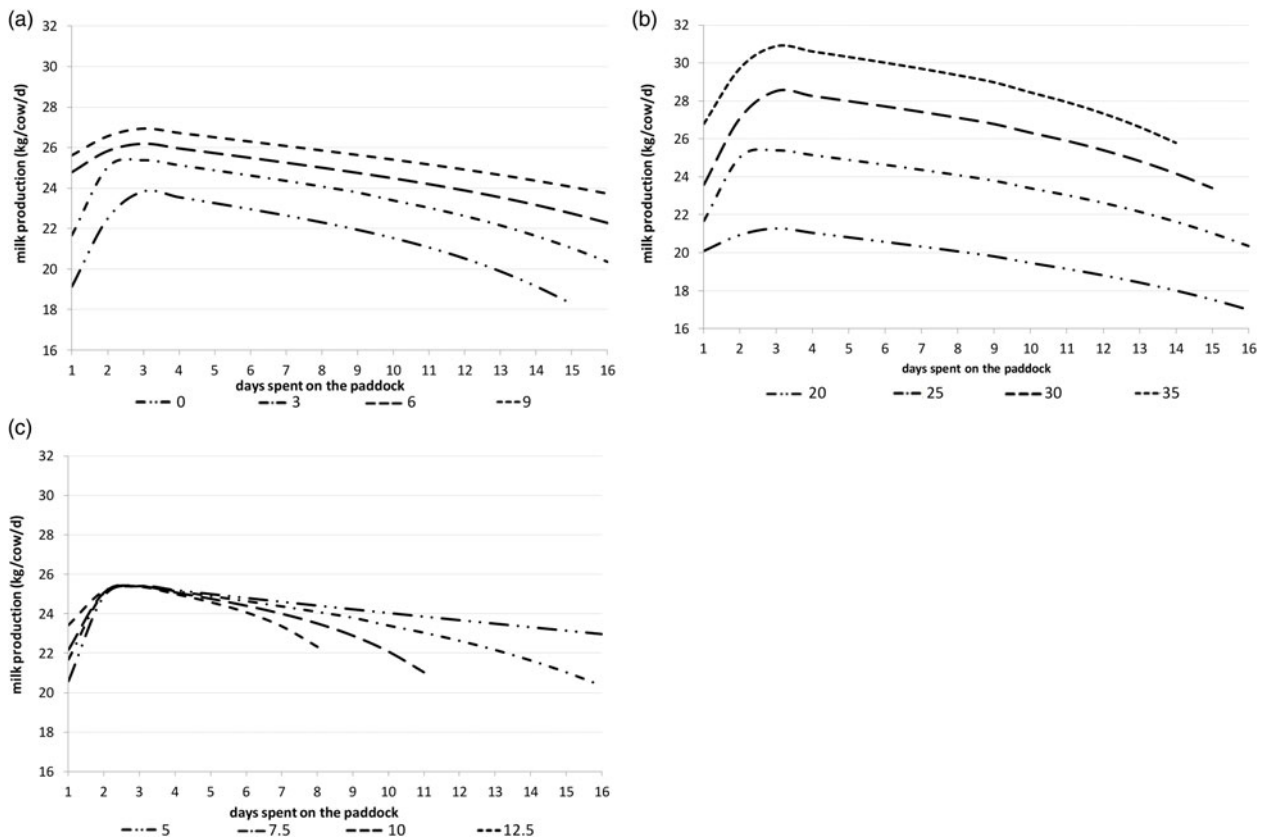 (a)
32
30
28
26
24
22
20
18
16
milk production (kg/cow/d)
1 2 3 4 5 6 7 8 9 10 11 12 13 14 15 16
days spent on the paddock
0 3 6 9
(b)
32
30
28
26
24
22
20
18
16
milk production (kg/cow/d)
1 2 3 4 5 6 7 8 9 10 11 12 13 14 15 16
days spent on the paddock
20 25 30 35
(c)
32
30
28
26
24
22
20
18
16
milk production (kg/cow/d)
1 2 3 4 5 6 7 8 9 10 11 12 13 14 15 16
days spent on the paddock
5 7.5 10 12.5